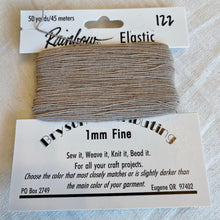 50 yards/45 meters
122
Rainbow Elastic
1mm Fine
Sew it, Weave it, Knit it, Bead it.
For all your craft projects.
Choose the color that most closely matches or is slightly darker than
the main color of your garment.
PO Box 2749 Eugene OR 97402